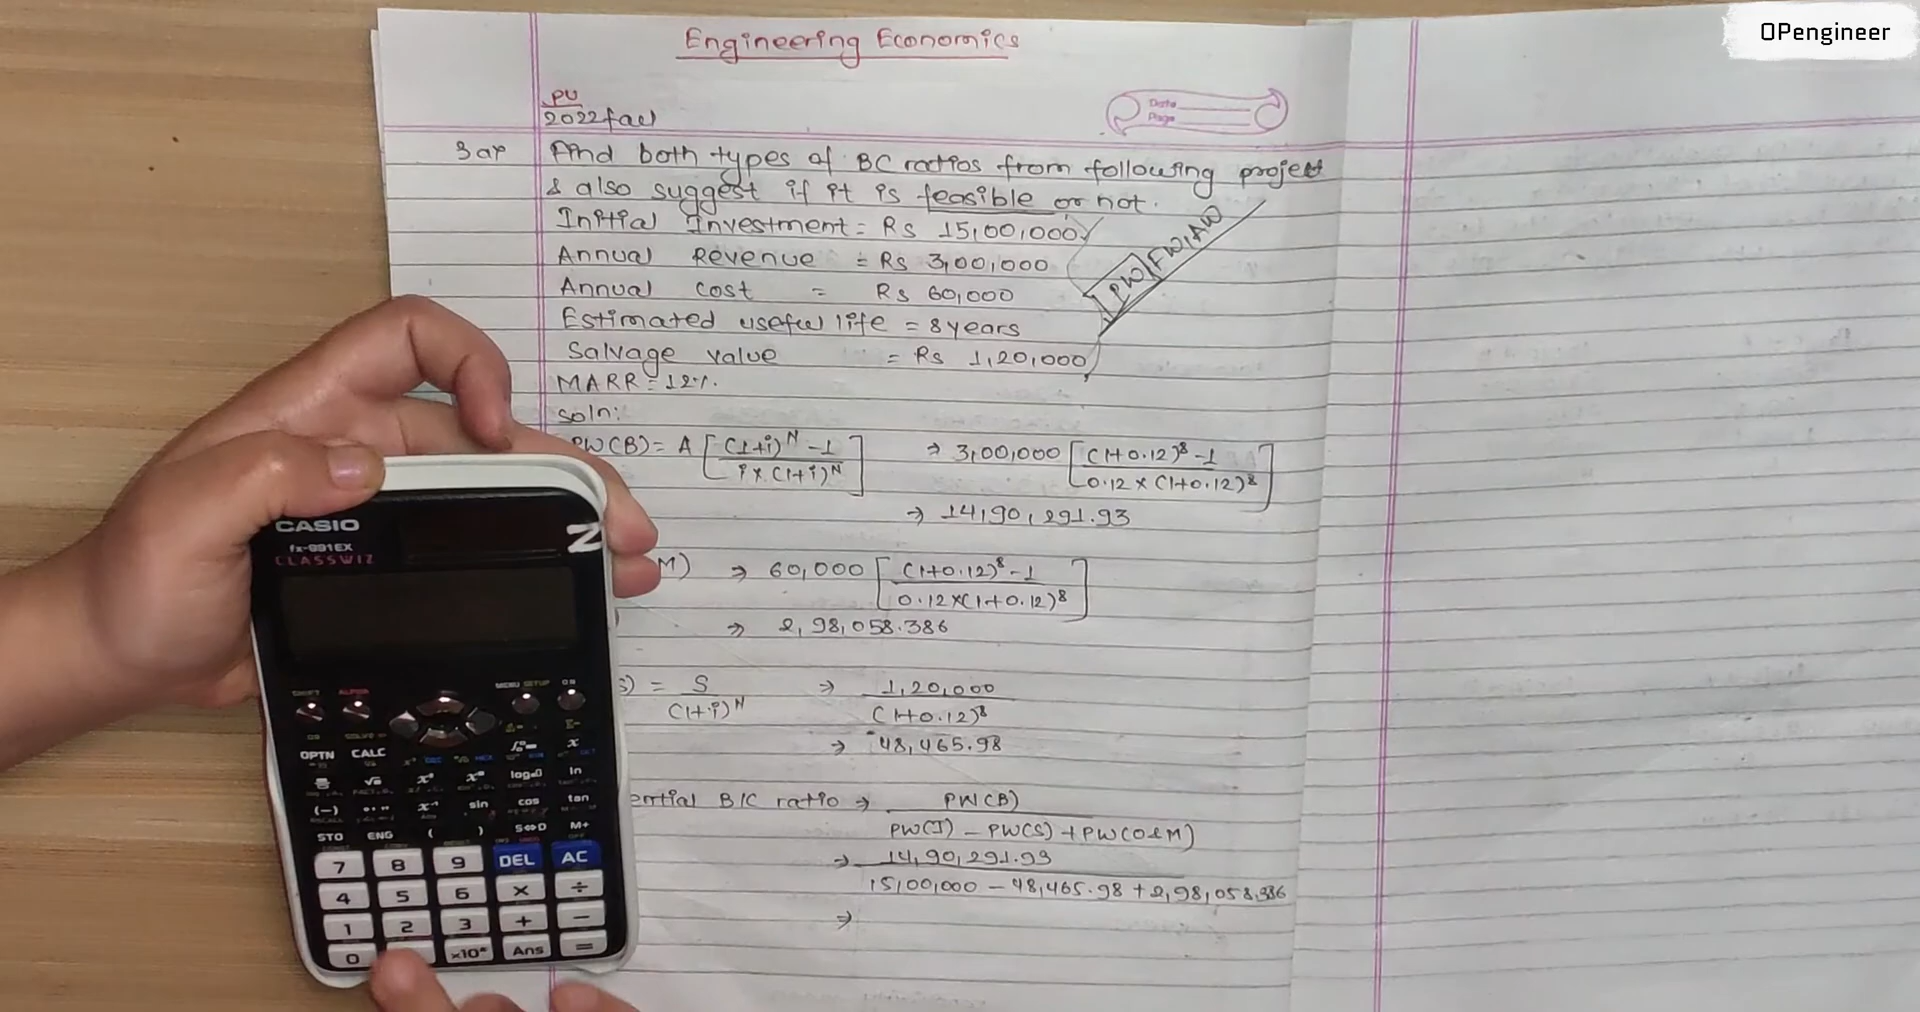 OPengineer
Engineering Economics
PU
2022 fall
Date
Page
3 a) Find both types of BC ratios from following project
& also suggest if it is feasible or not.
Initial Investment = Rs 15,00,000
Annual Revenue = Rs 3,00,000
Annual cost = Rs 60,000
PW FW, AW
Estimated useful life = 8 years
Salvage value = Rs 1,20,000
MARR = 12%.
Soln:
PW(B) = A [(1+i)^N - 1 / i × (1+i)^N] → 3,00,000 [(1+0.12)^8 - 1 / 0.12 × (1+0.12)^8]
→ 14,90,291.93
M) → 60,000 [(1+0.12)^8 - 1 / 0.12×(1+0.12)^8]
→ 2,98,058.386
S) = S / (1+i)^N → 1,20,000 / (1+0.12)^8
→ 48,465.98
ential B/C ratio → PW(B)
PW(I) - PW(S) + PW(O&M)
→ 14,90,291.93
15,00,000 - 48,465.98 + 2,98,058.386
→
CASIO
fx-991EX
CLASSWIZ
SHIFT ALPHA MENU SETUP ON
OPTN CALC x
log ln
(-) x⁻¹ sin cos tan
STO ENG ( ) S⇔D M+
7 8 9 DEL AC
4 5 6 × ÷
1 2 3 + −
0 ×10ˣ Ans =